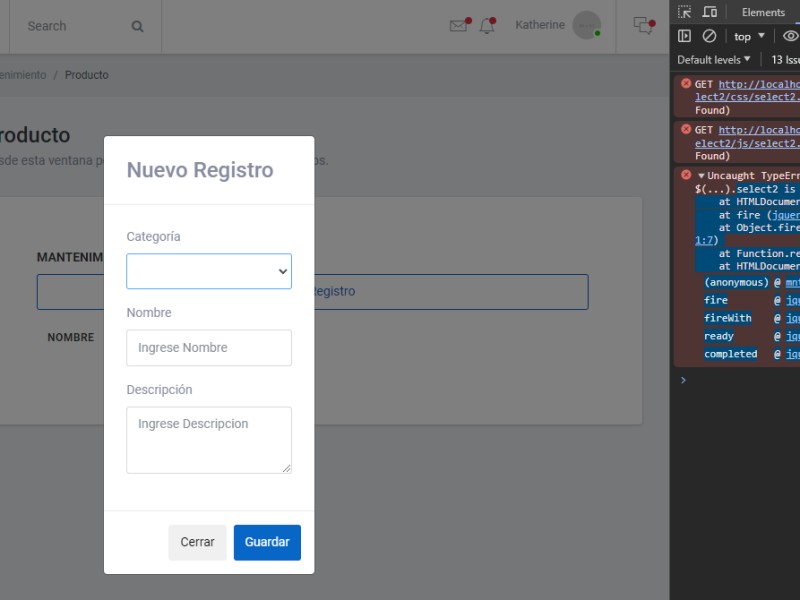 Search
Katherine
enimiento / Producto
roducto
sde esta ventana p
os.
MANTENIM
Registro
NOMBRE
Nuevo Registro
Categoría
Nombre
Ingrese Nombre
Descripción
Ingrese Descripcion
Cerrar
Guardar
Elements
top
Default levels
13 Issu
GET http://localho
lect2/css/select2.
Found)
GET http://localho
elect2/js/select2.
Found)
Uncaught TypeErr
$(...).select2 is
at HTMLDocumen
at fire (jquer
at Object.fire
1:7)
at Function.re
at HTMLDocumen
(anonymous) @ mnt
fire @ jqu
fireWith @ jqu
ready @ jqu
completed @ jqu